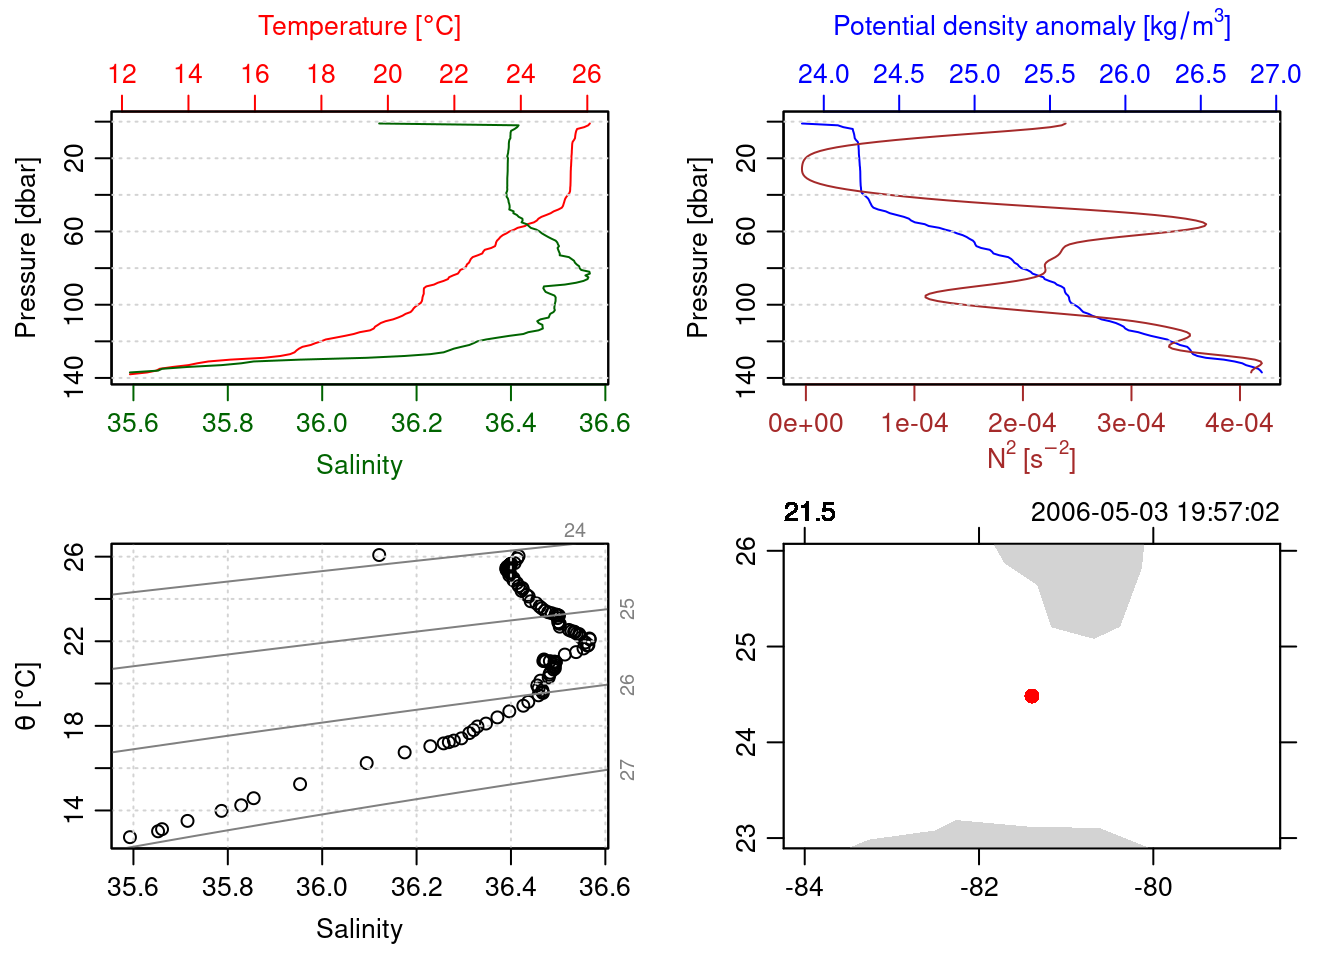 Temperature [°C]
12 14 16 18 20 22 24 26
Pressure [dbar]
20 60 100 140
35.6 35.8 36.0 36.2 36.4 36.6
Salinity
Potential density anomaly [kg/m³]
24.0 24.5 25.0 25.5 26.0 26.5 27.0
Pressure [dbar]
20 60 100 140
0e+00 1e-04 2e-04 3e-04 4e-04
N² [s⁻²]
24
25
26
27
θ [°C]
26 22 18 14
35.6 35.8 36.0 36.2 36.4 36.6
Salinity
21.5 2006-05-03 19:57:02
26 25 24 23
-84 -82 -80